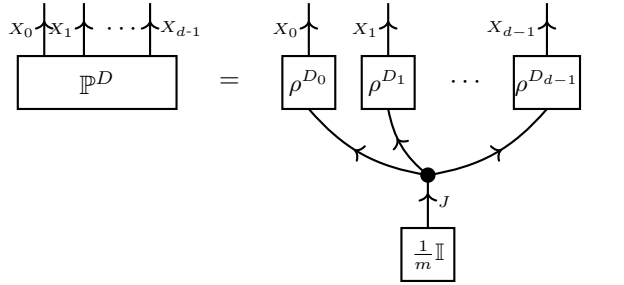 X₀ X₁ ··· X_{d-1} X₀ X₁ X_{d−1}
ℙ^D = ρ^{D₀} ρ^{D₁} ··· ρ^{D_{d−1}}
J
1/m 𝕀